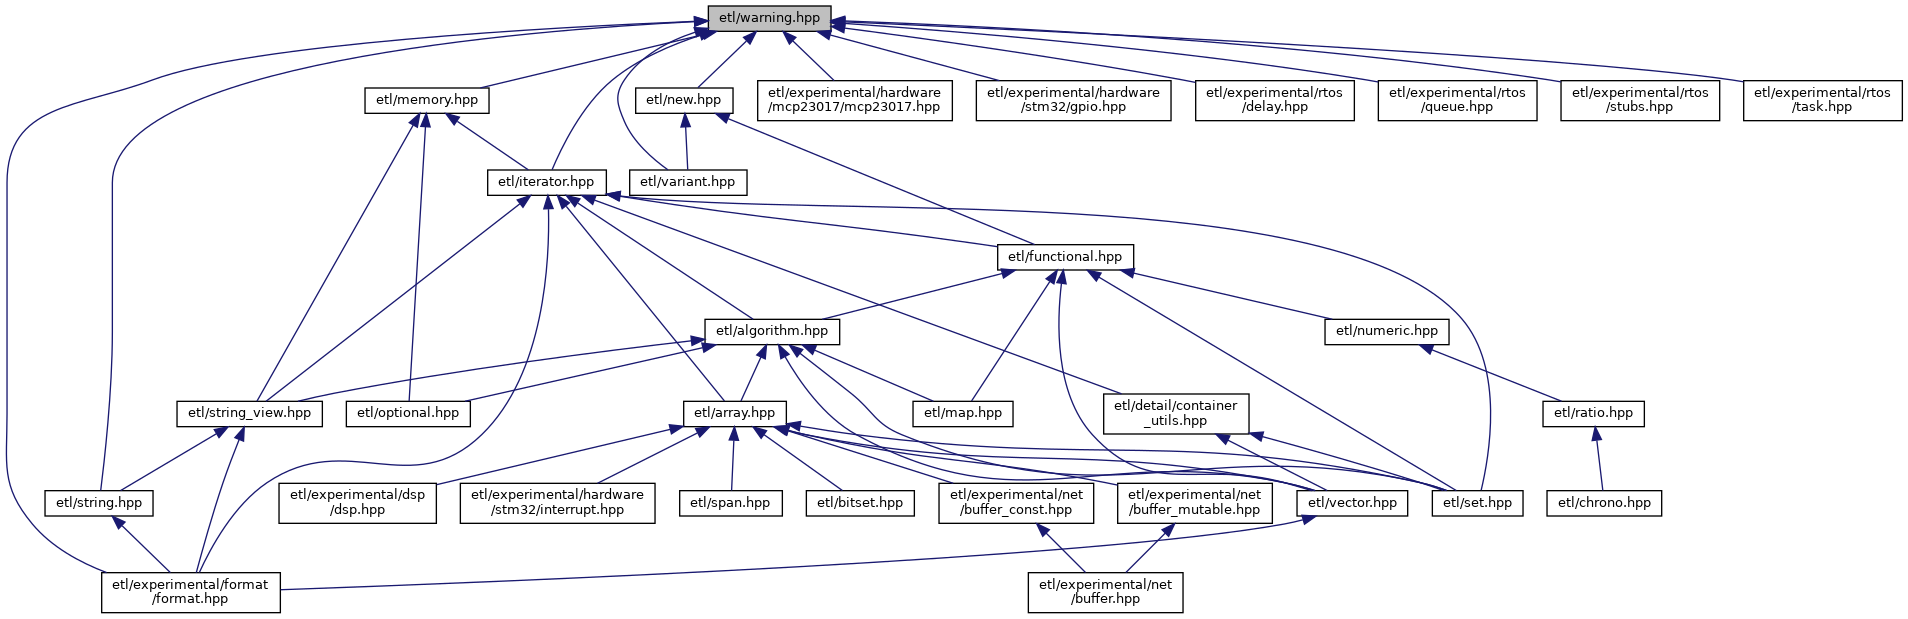 etl/warning.hpp
etl/memory.hpp
etl/new.hpp
etl/experimental/hardware
/mcp23017/mcp23017.hpp
etl/experimental/hardware
/stm32/gpio.hpp
etl/experimental/rtos
/delay.hpp
etl/experimental/rtos
/queue.hpp
etl/experimental/rtos
/stubs.hpp
etl/experimental/rtos
/task.hpp
etl/iterator.hpp
etl/variant.hpp
etl/functional.hpp
etl/algorithm.hpp
etl/numeric.hpp
etl/string_view.hpp
etl/optional.hpp
etl/array.hpp
etl/map.hpp
etl/detail/container
_utils.hpp
etl/ratio.hpp
etl/string.hpp
etl/experimental/dsp
/dsp.hpp
etl/experimental/hardware
/stm32/interrupt.hpp
etl/span.hpp
etl/bitset.hpp
etl/experimental/net
/buffer_const.hpp
etl/experimental/net
/buffer_mutable.hpp
etl/vector.hpp
etl/set.hpp
etl/chrono.hpp
etl/experimental/format
/format.hpp
etl/experimental/net
/buffer.hpp